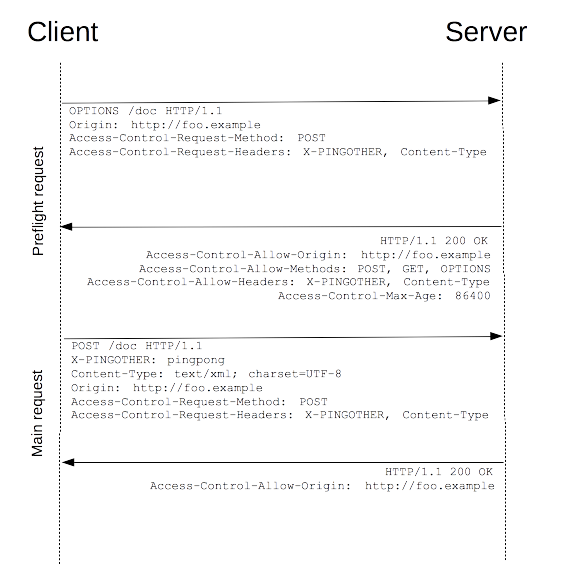 Client
Server
OPTIONS /doc HTTP/1.1
Origin: http://foo.example
Access-Control-Request-Method: POST
Access-Control-Request-Headers: X-PINGOTHER, Content-Type
Preflight request
HTTP/1.1 200 OK
Access-Control-Allow-Origin: http://foo.example
Access-Control-Allow-Methods: POST, GET, OPTIONS
Access-Control-Allow-Headers: X-PINGOTHER, Content-Type
Access-Control-Max-Age: 86400
POST /doc HTTP/1.1
X-PINGOTHER: pingpong
Content-Type: text/xml; charset=UTF-8
Origin: http://foo.example
Access-Control-Request-Method: POST
Access-Control-Request-Headers: X-PINGOTHER, Content-Type
Main request
HTTP/1.1 200 OK
Access-Control-Allow-Origin: http://foo.example